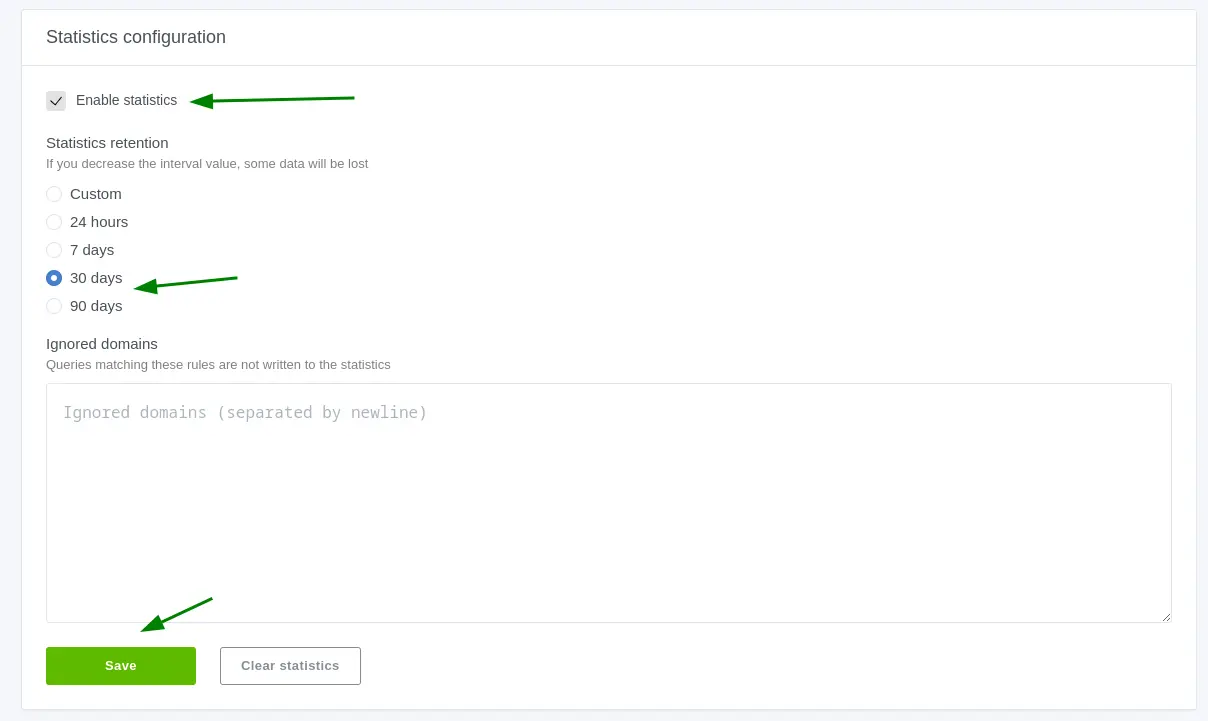 Statistics configuration
Enable statistics
Statistics retention
If you decrease the interval value, some data will be lost
Custom
24 hours
7 days
30 days
90 days
Ignored domains
Queries matching these rules are not written to the statistics
Ignored domains (separated by newline)
Save
Clear statistics